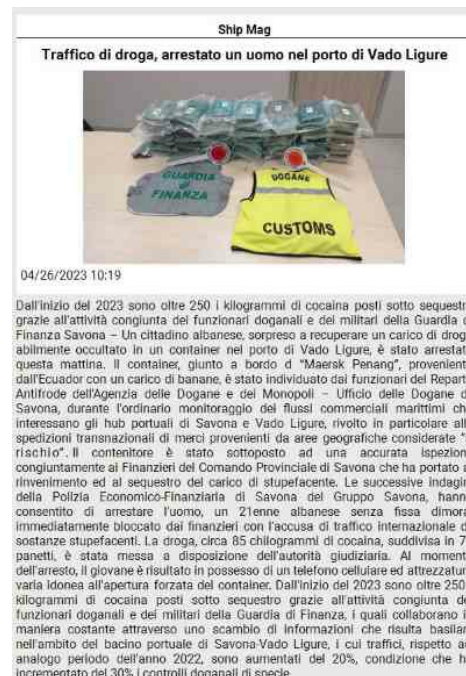 Ship Mag
Traffico di droga, arrestato un uomo nel porto di Vado Ligure
GUARDIA
di
FINANZA
DOGANE
CUSTOMS
04/26/2023 10:19
Dall'inizio del 2023 sono oltre 250 i kilogrammi di cocaina posti sotto sequestr
grazie all'attività congiunta dei funzionari doganali e dei militari della Guardia d
Finanza Savona – Un cittadino albanese, sorpreso a recuperare un carico di drog
abilmente occultato in un container nel porto di Vado Ligure, è stato arrestat
questa mattina. Il container, giunto a bordo d "Maersk Penang", provenient
dall'Ecuador con un carico di banane, è stato individuato dai funzionari del Repart
Antifrode dell'Agenzia delle Dogane e dei Monopoli – Ufficio delle Dogane d
Savona, durante l'ordinario monitoraggio dei flussi commerciali marittimi ch
interessano gli hub portuali di Savona e Vado Ligure, rivolto in particolare all
spedizioni transnazionali di merci provenienti da aree geografiche considerate "
rischio". Il contenitore è stato sottoposto ad una accurata ispezion
congiuntamente ai Finanzieri del Comando Provinciale di Savona che ha portato a
rinvenimento ed al sequestro del carico di stupefacente. Le successive indagin
della Polizia Economico-Finanziaria di Savona del Gruppo Savona, hann
consentito di arrestare l'uomo, un 21enne albanese senza fissa dimora
immediatamente bloccato dai finanzieri con l'accusa di traffico internazionale d
sostanze stupefacenti. La droga, circa 85 chilogrammi di cocaina, suddivisa in 7
panetti, è stata messa a disposizione dell'autorità giudiziaria. Al moment
dell'arresto, il giovane è risultato in possesso di un telefono cellulare ed attrezzatur
varia idonea all'apertura forzata del container. Dall'inizio del 2023 sono oltre 250
kilogrammi di cocaina posti sotto sequestro grazie all'attività congiunta de
funzionari doganali e dei militari della Guardia di Finanza, i quali collaborano i
maniera costante attraverso uno scambio di informazioni che risulta basilar
nell'ambito del bacino portuale di Savona-Vado Ligure, i cui traffici, rispetto ad
analogo periodo dell'anno 2022, sono aumentati del 20%, condizione che h
incrementato del 30% i controlli doganali di specie.